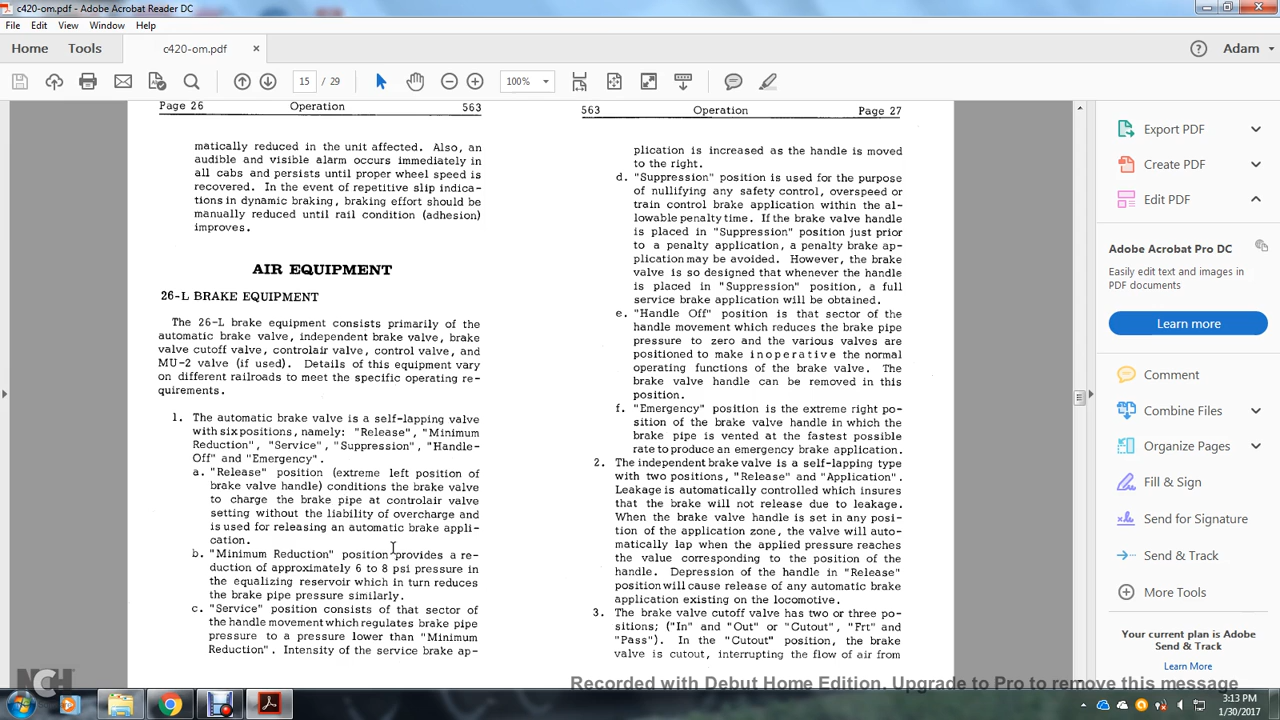 c420-om.pdf - Adobe Acrobat Reader DC
File Edit View Window Help
Home Tools c420-om.pdf × Adam
15 / 29 100%
Page 26 Operation 563
matically reduced in the unit affected. Also, an
audible and visible alarm occurs immediately in
all cabs and persists until proper wheel speed is
recovered. In the event of repetitive slip indica-
tions in dynamic braking, braking effort should be
manually reduced until rail condition (adhesion)
improves.
AIR EQUIPMENT
26-L BRAKE EQUIPMENT
The 26-L brake equipment consists primarily of the
automatic brake valve, independent brake valve, brake
valve cutoff valve, controlair valve, control valve, and
MU-2 valve (if used). Details of this equipment vary
on different railroads to meet the specific operating re-
quirements.
1. The automatic brake valve is a self-lapping valve
with six positions, namely: "Release", "Minimum
Reduction", "Service", "Suppression", "Handle-
Off" and "Emergency".
a. "Release" position (extreme left position of
brake valve handle) conditions the brake valve
to charge the brake pipe at controlair valve
setting without the liability of overcharge and
is used for releasing an automatic brake appli-
cation.
b. "Minimum Reduction" position provides a re-
duction of approximately 6 to 8 psi pressure in
the equalizing reservoir which in turn reduces
the brake pipe pressure similarly.
c. "Service" position consists of that sector of
the handle movement which regulates brake pipe
pressure to a pressure lower than "Minimum
Reduction". Intensity of the service brake ap-
563 Operation Page 27
plication is increased as the handle is moved
to the right.
d. "Suppression" position is used for the purpose
of nullifying any safety control, overspeed or
train control brake application within the al-
lowable penalty time. If the brake valve handle
is placed in "Suppression" position just prior
to a penalty application, a penalty brake ap-
plication may be avoided. However, the brake
valve is so designed that whenever the handle
is placed in "Suppression" position, a full
service brake application will be obtained.
e. "Handle Off" position is that sector of the
handle movement which reduces the brake pipe
pressure to zero and the various valves are
positioned to make inoperative the normal
operating functions of the brake valve. The
brake valve handle can be removed in this
position.
f. "Emergency" position is the extreme right po-
sition of the brake valve handle in which the
brake pipe is vented at the fastest possible
rate to produce an emergency brake application.
2. The independent brake valve is a self-lapping type
with two positions, "Release" and "Application".
Leakage is automatically controlled which insures
that the brake will not release due to leakage.
When the brake valve handle is set in any posi-
tion of the application zone, the valve will auto-
matically lap when the applied pressure reaches
the value corresponding to the position of the
handle. Depression of the handle in "Release"
position will cause release of any automatic brake
application existing on the locomotive.
3. The brake valve cutoff valve has two or three po-
sitions; ("In" and "Out" or "Cutout", "Frt" and
"Pass"). In the "Cutout" position, the brake
valve is cutout, interrupting the flow of air from
Export PDF
Create PDF
Edit PDF
Adobe Acrobat Pro DC
Easily edit text and images in
PDF documents
Learn more
Comment
Combine Files
Organize Pages
Fill & Sign
Send for Signature
Send & Track
More Tools
Your current plan is Adobe
Send & Track
Learn More
NCH
Recorded with Debut Home Edition. Upgrade to Pro to remove this message
3:13 PM
1/30/2017